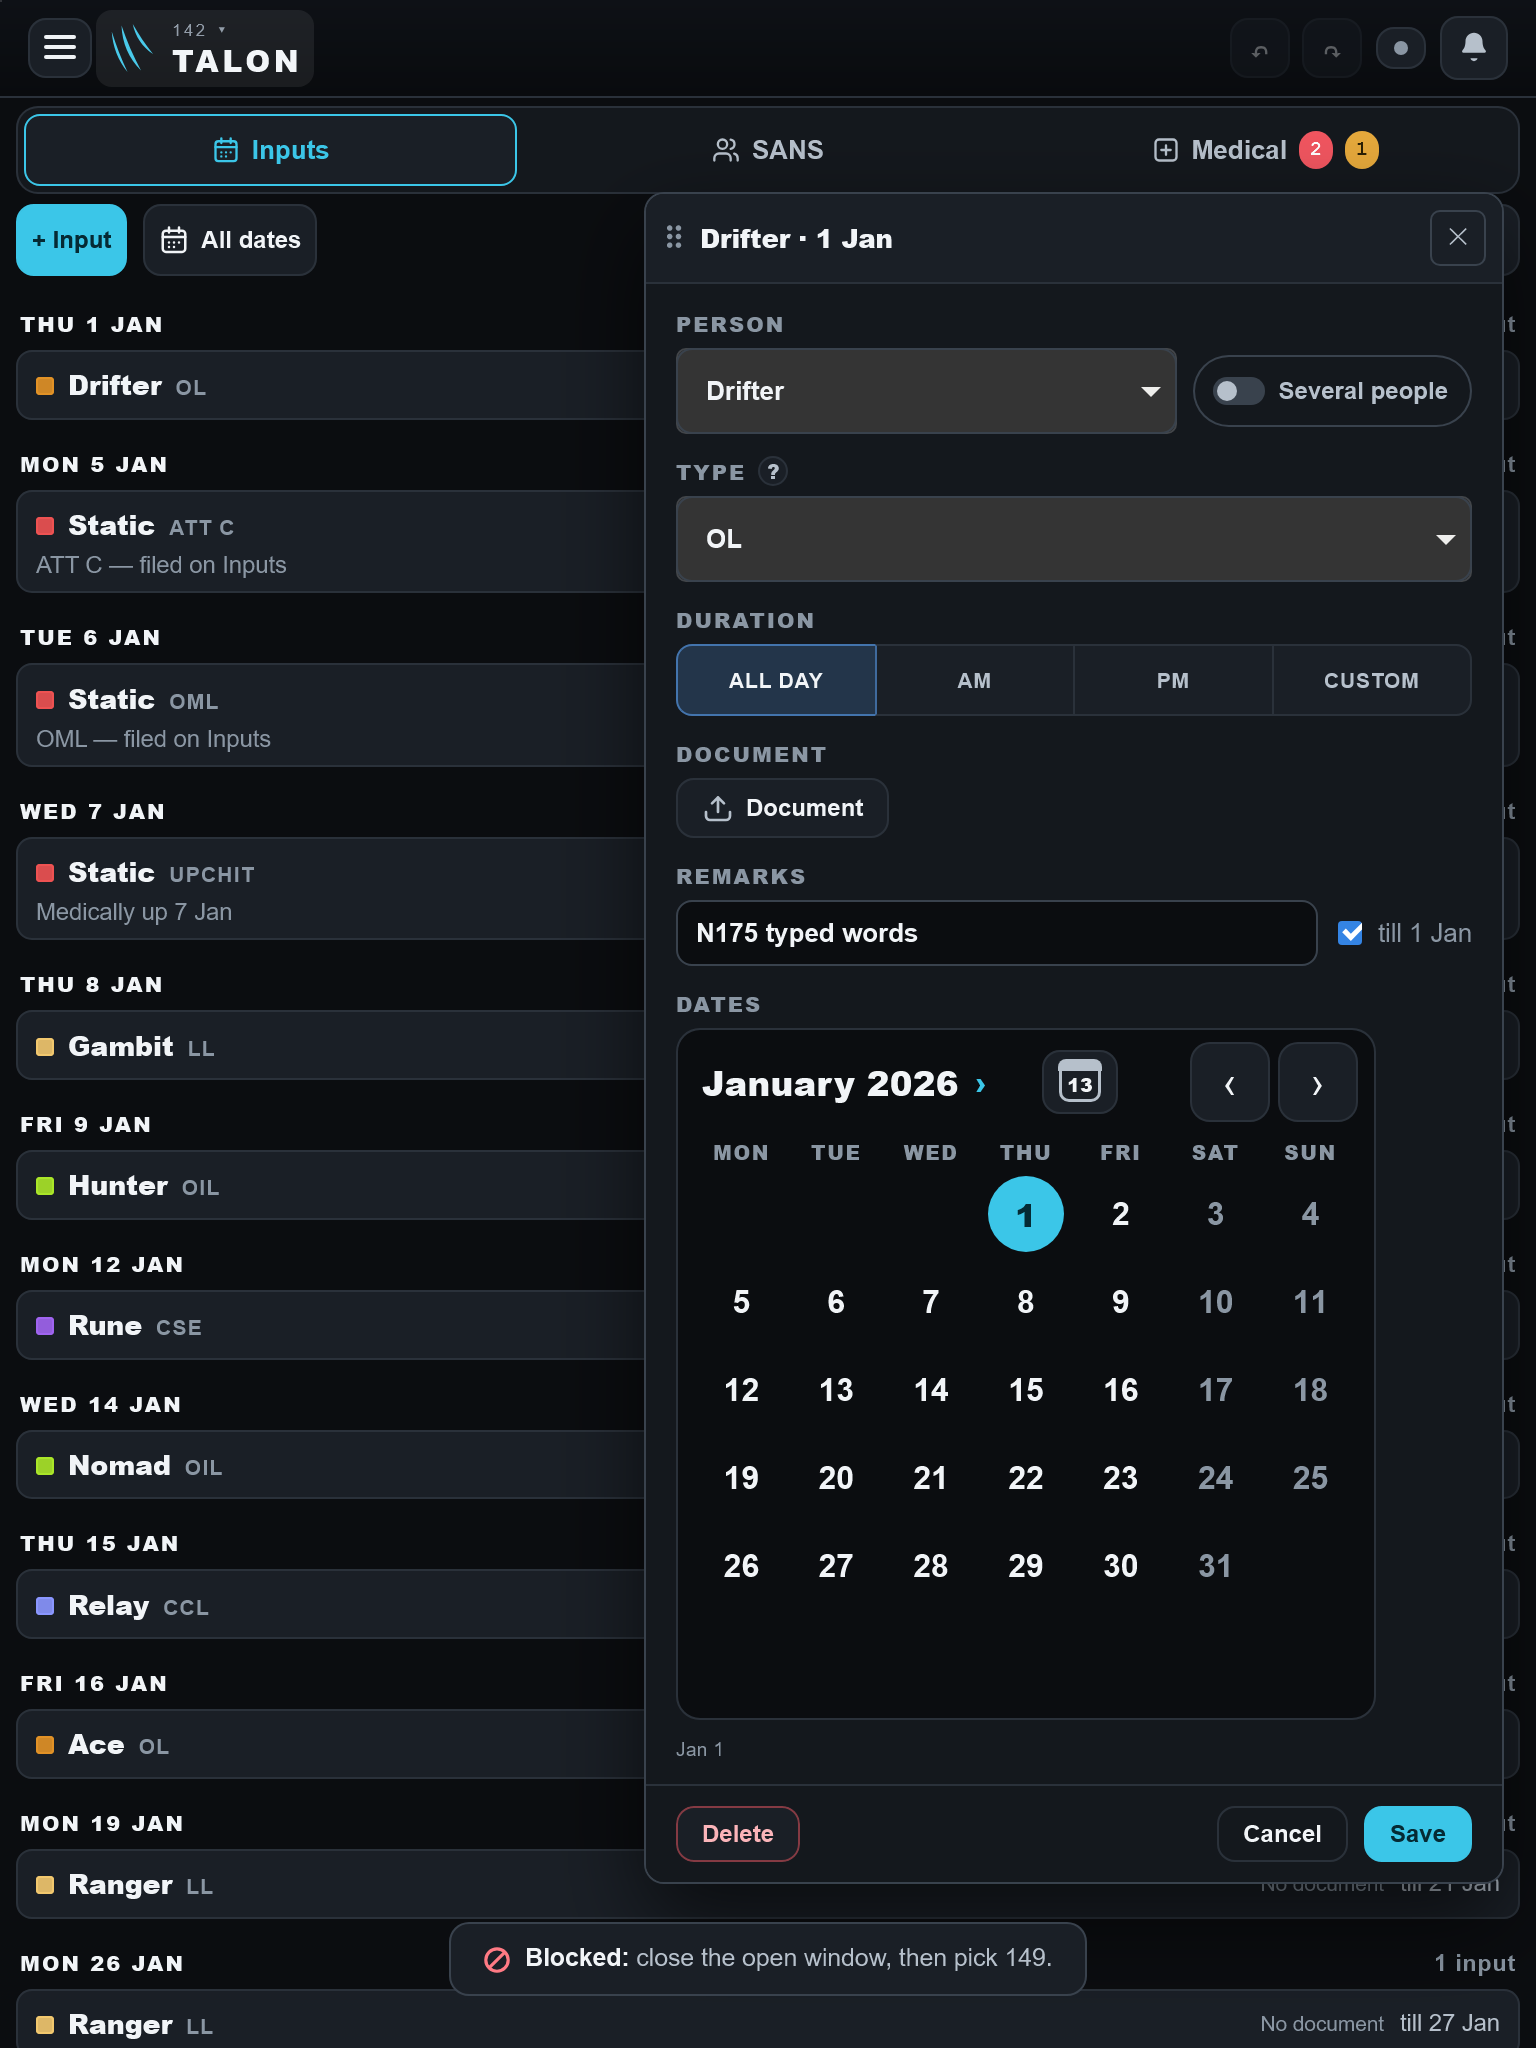 142 ▾
TALON
Inputs
SANS
Medical 2 1
+ Input
All dates
Drifter · 1 Jan
PERSON
Drifter
Several people
TYPE ?
OL
DURATION
ALL DAY AM PM CUSTOM
DOCUMENT
Document
REMARKS
N175 typed words
till 1 Jan
DATES
January 2026 ›
13
‹ ›
MON TUE WED THU FRI SAT SUN
1 2 3 4
5 6 7 8 9 10 11
12 13 14 15 16 17 18
19 20 21 22 23 24 25
26 27 28 29 30 31
Jan 1
Delete
Cancel
Save
THU 1 JAN
Drifter OL
MON 5 JAN
Static ATT C
ATT C — filed on Inputs
TUE 6 JAN
Static OML
OML — filed on Inputs
WED 7 JAN
Static UPCHIT
Medically up 7 Jan
THU 8 JAN
Gambit LL
FRI 9 JAN
Hunter OIL
MON 12 JAN
Rune CSE
WED 14 JAN
Nomad OIL
THU 15 JAN
Relay CCL
FRI 16 JAN
Ace OL
MON 19 JAN
Ranger LL
No document till 21 Jan
Blocked: close the open window, then pick 149.
MON 26 JAN
1 input
Ranger LL
No document till 27 Jan